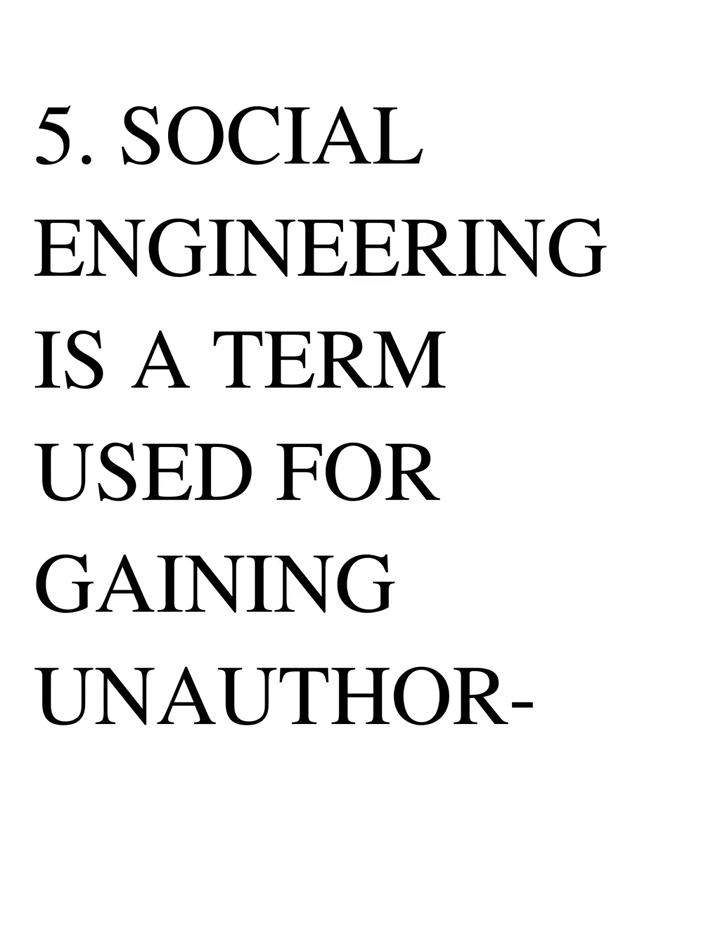 5. SOCIAL
ENGINEERING
IS A TERM
USED FOR
GAINING
UNAUTHOR-